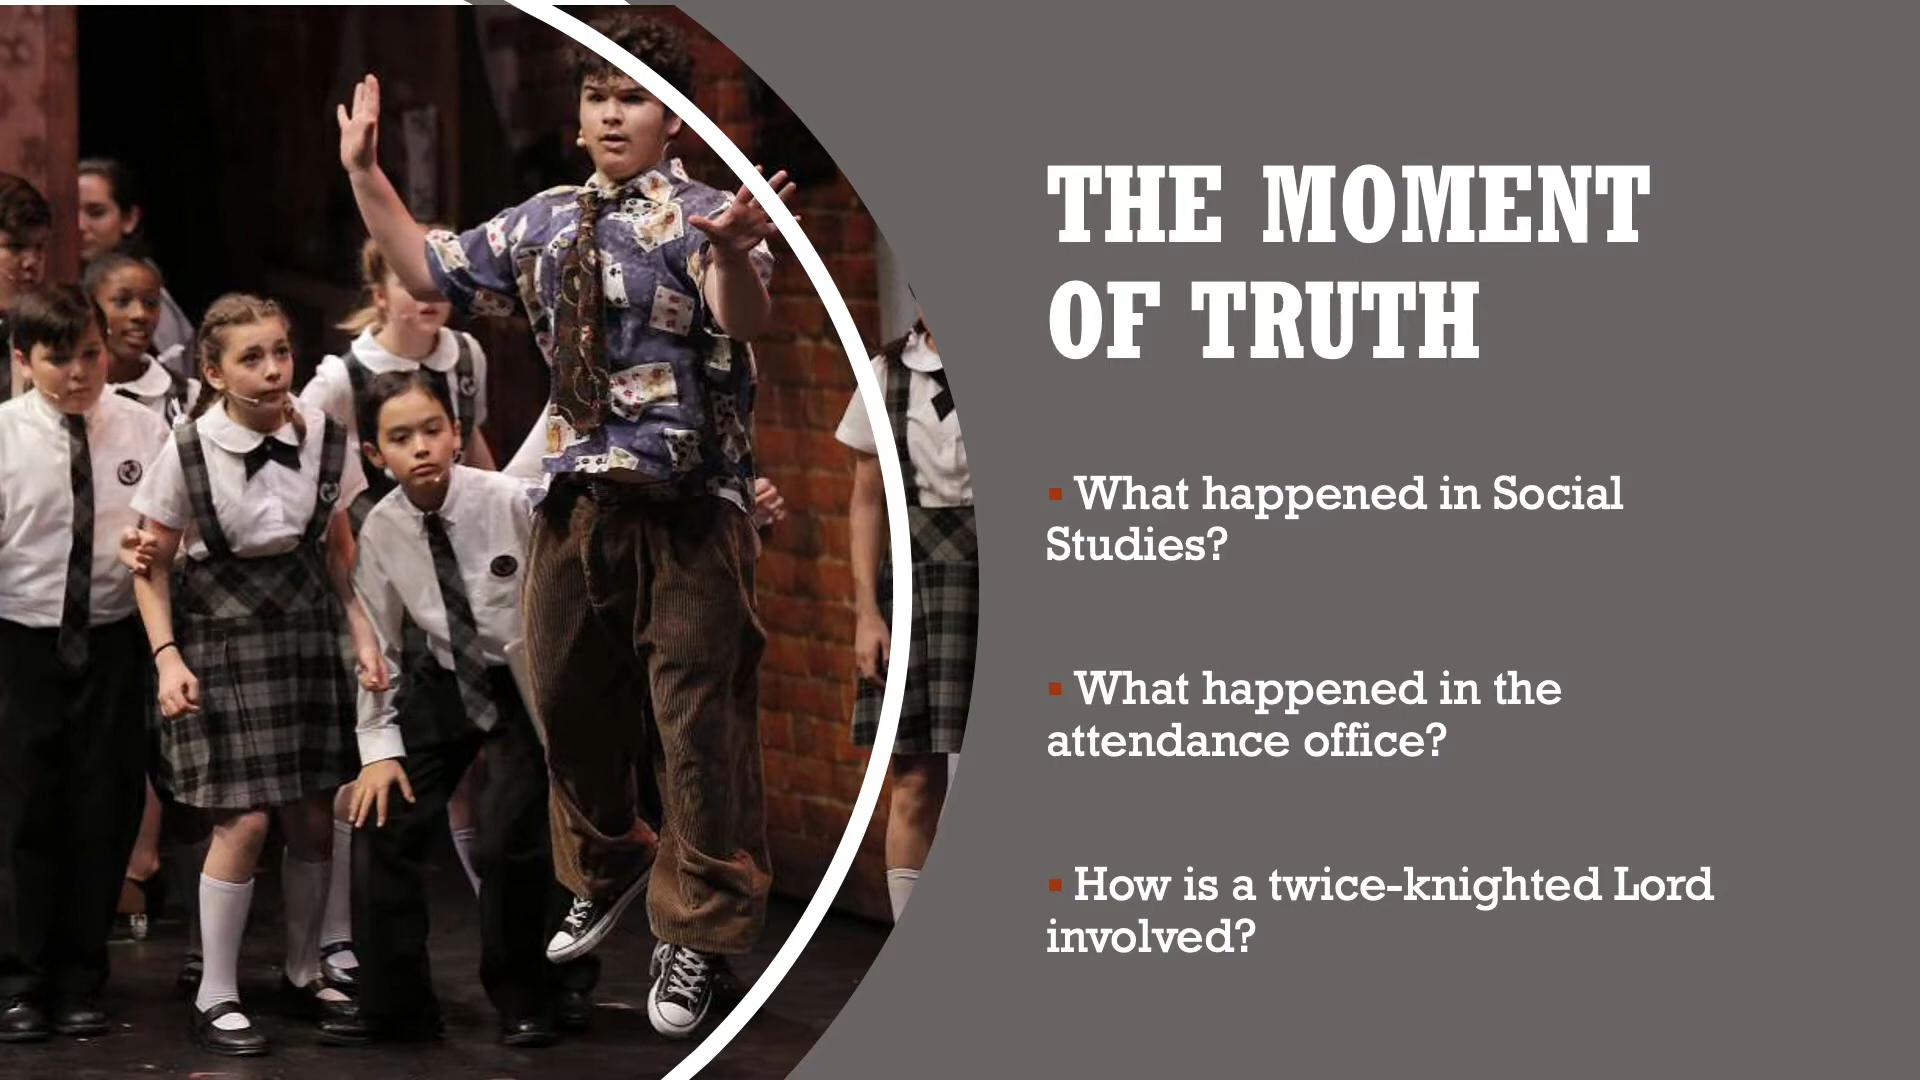 THE MOMENT
OF TRUTH
▪ What happened in Social
Studies?
▪ What happened in the
attendance office?
▪ How is a twice-knighted Lord
involved?